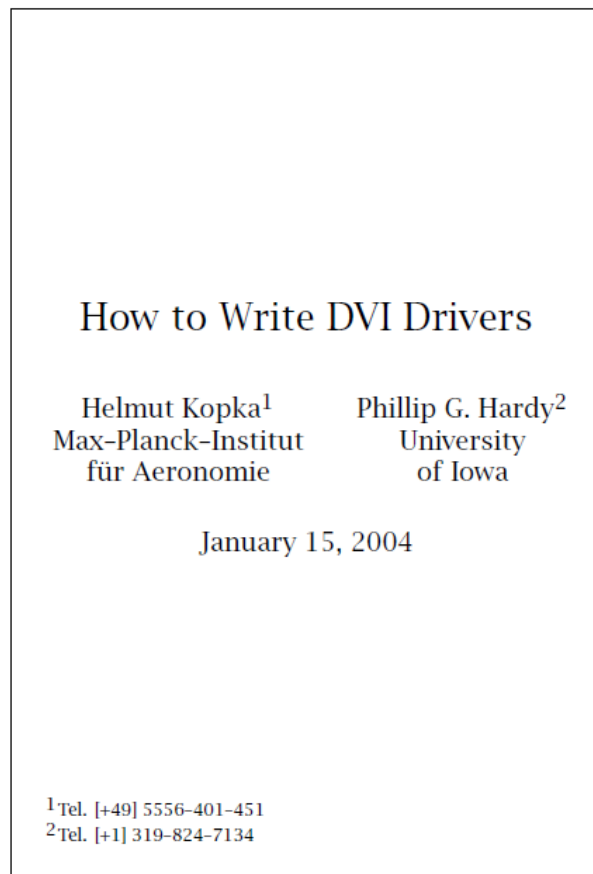 How to Write DVI Drivers
Helmut Kopka1
Max-Planck-Institut
für Aeronomie
Phillip G. Hardy2
University
of Iowa
January 15, 2004
1Tel. [+49] 5556-401-451
2Tel. [+1] 319-824-7134